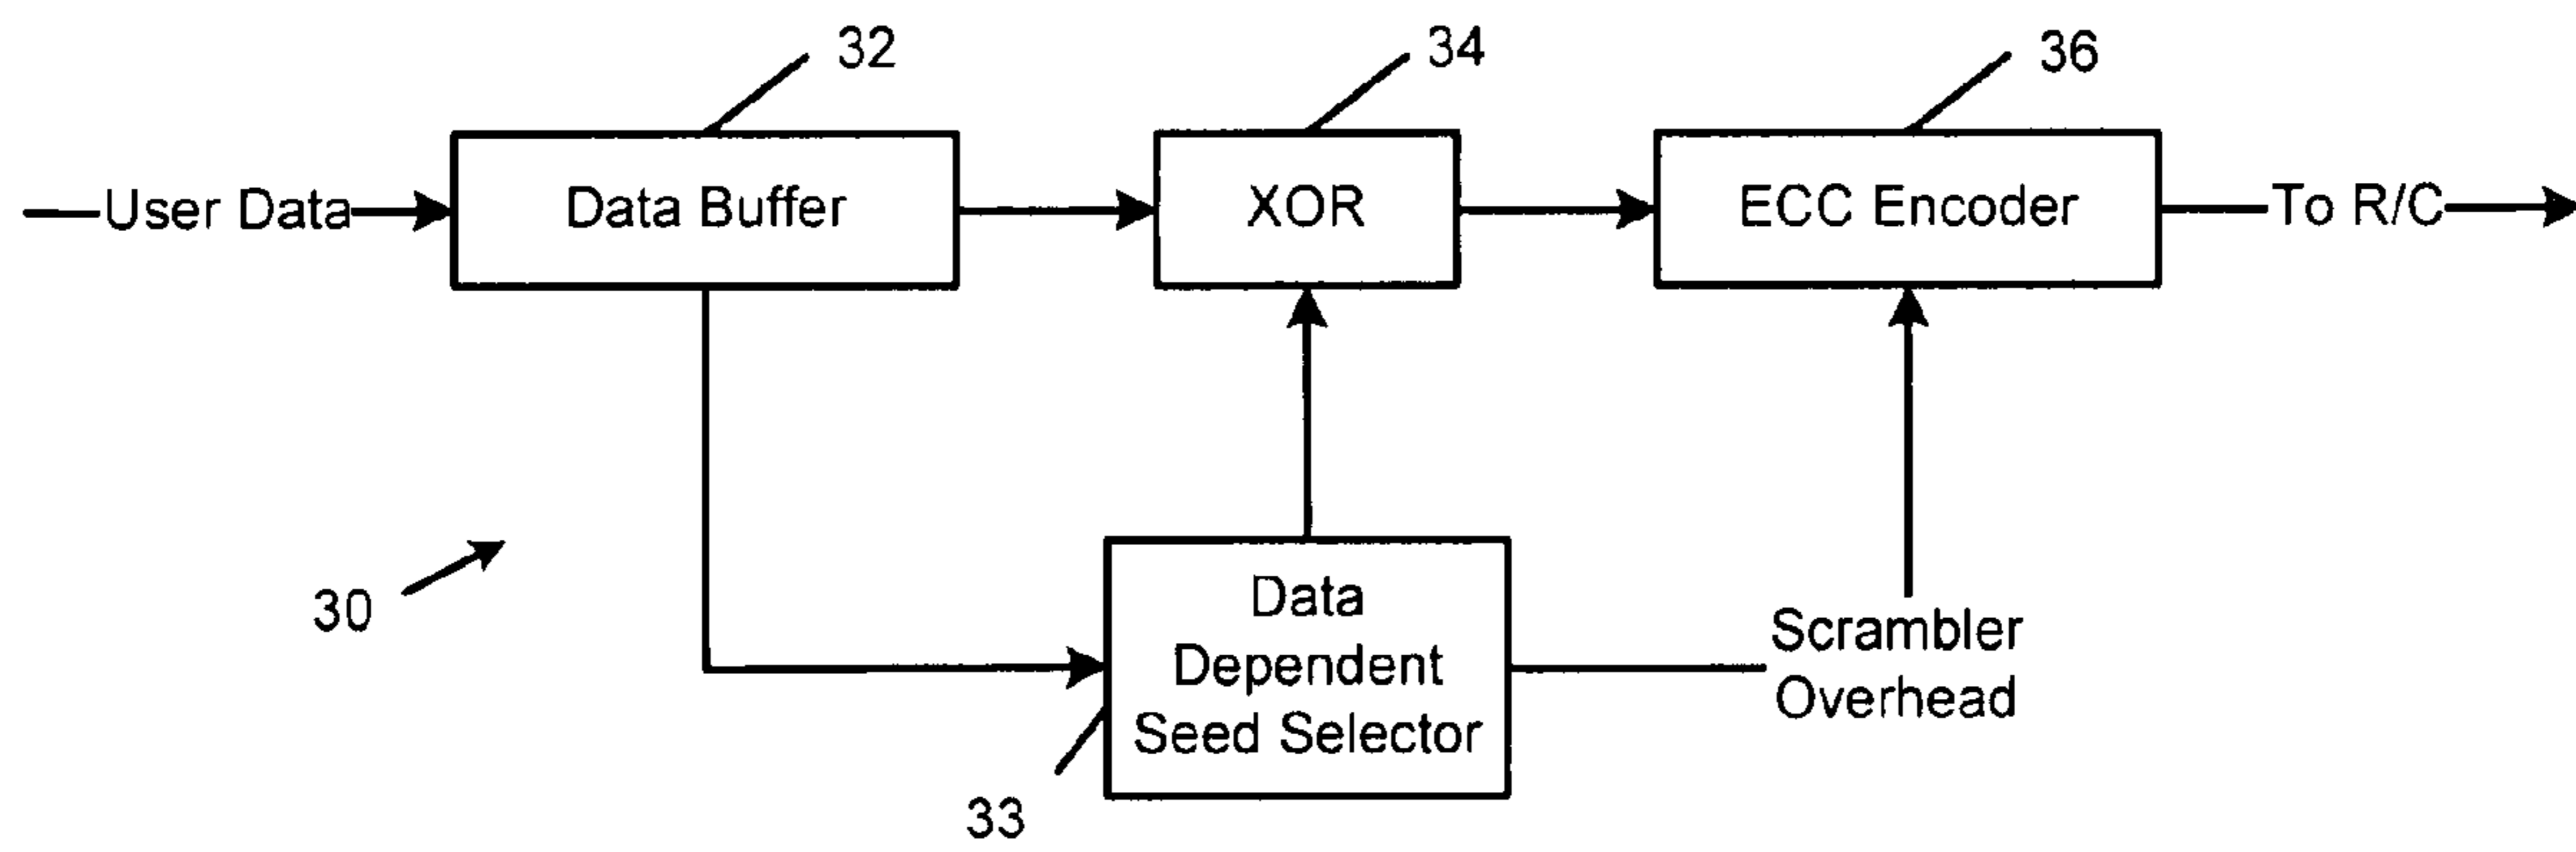 32
34
36
User Data
Data Buffer
XOR
ECC Encoder
To R/C
30
Data
Dependent
Seed Selector
Scrambler
Overhead
33